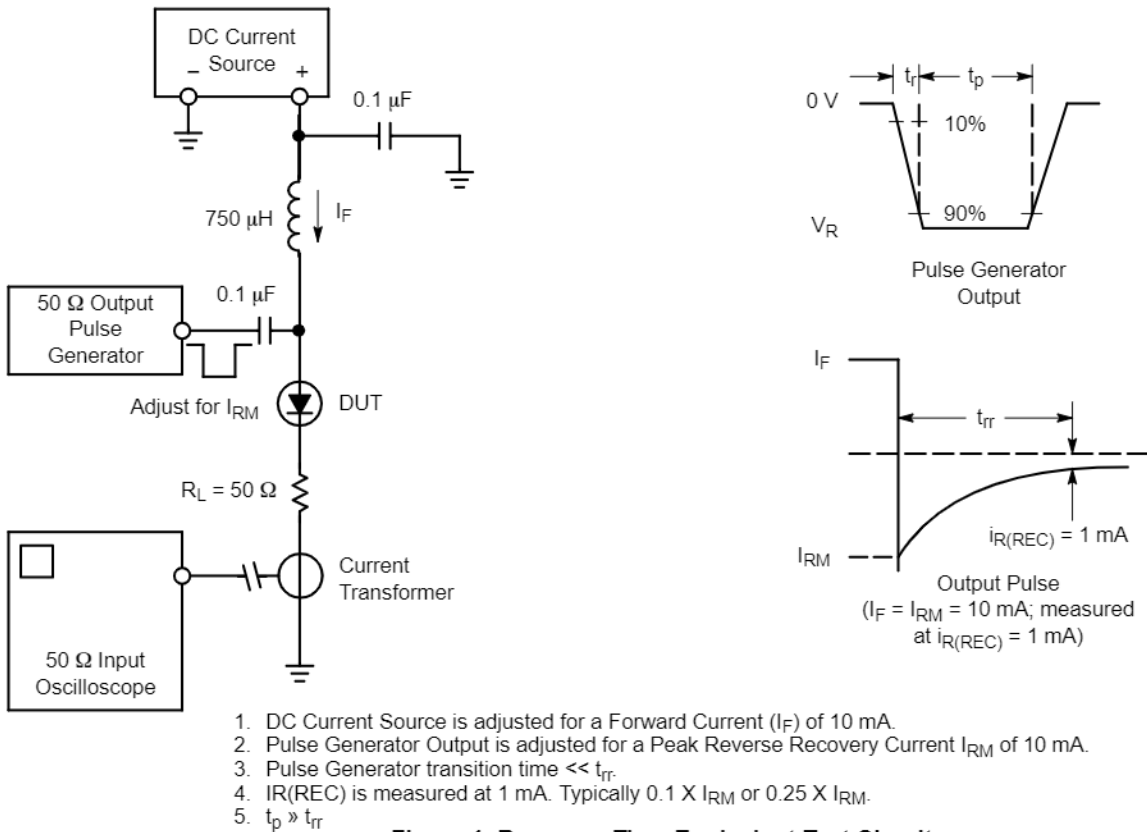 DC Current
Source
− +
0.1 μF
750 μH
I_F
50 Ω Output
Pulse
Generator
0.1 μF
Adjust for I_RM
DUT
R_L = 50 Ω
Current
Transformer
50 Ω Input
Oscilloscope
t_r t_p
0 V
10%
90%
V_R
Pulse Generator
Output
I_F
t_rr
i_R(REC) = 1 mA
I_RM
Output Pulse
(I_F = I_RM = 10 mA; measured
at i_R(REC) = 1 mA)
1. DC Current Source is adjusted for a Forward Current (I_F) of 10 mA.
2. Pulse Generator Output is adjusted for a Peak Reverse Recovery Current I_RM of 10 mA.
3. Pulse Generator transition time << t_rr.
4. IR(REC) is measured at 1 mA. Typically 0.1 X I_RM or 0.25 X I_RM.
5. t_p » t_rr